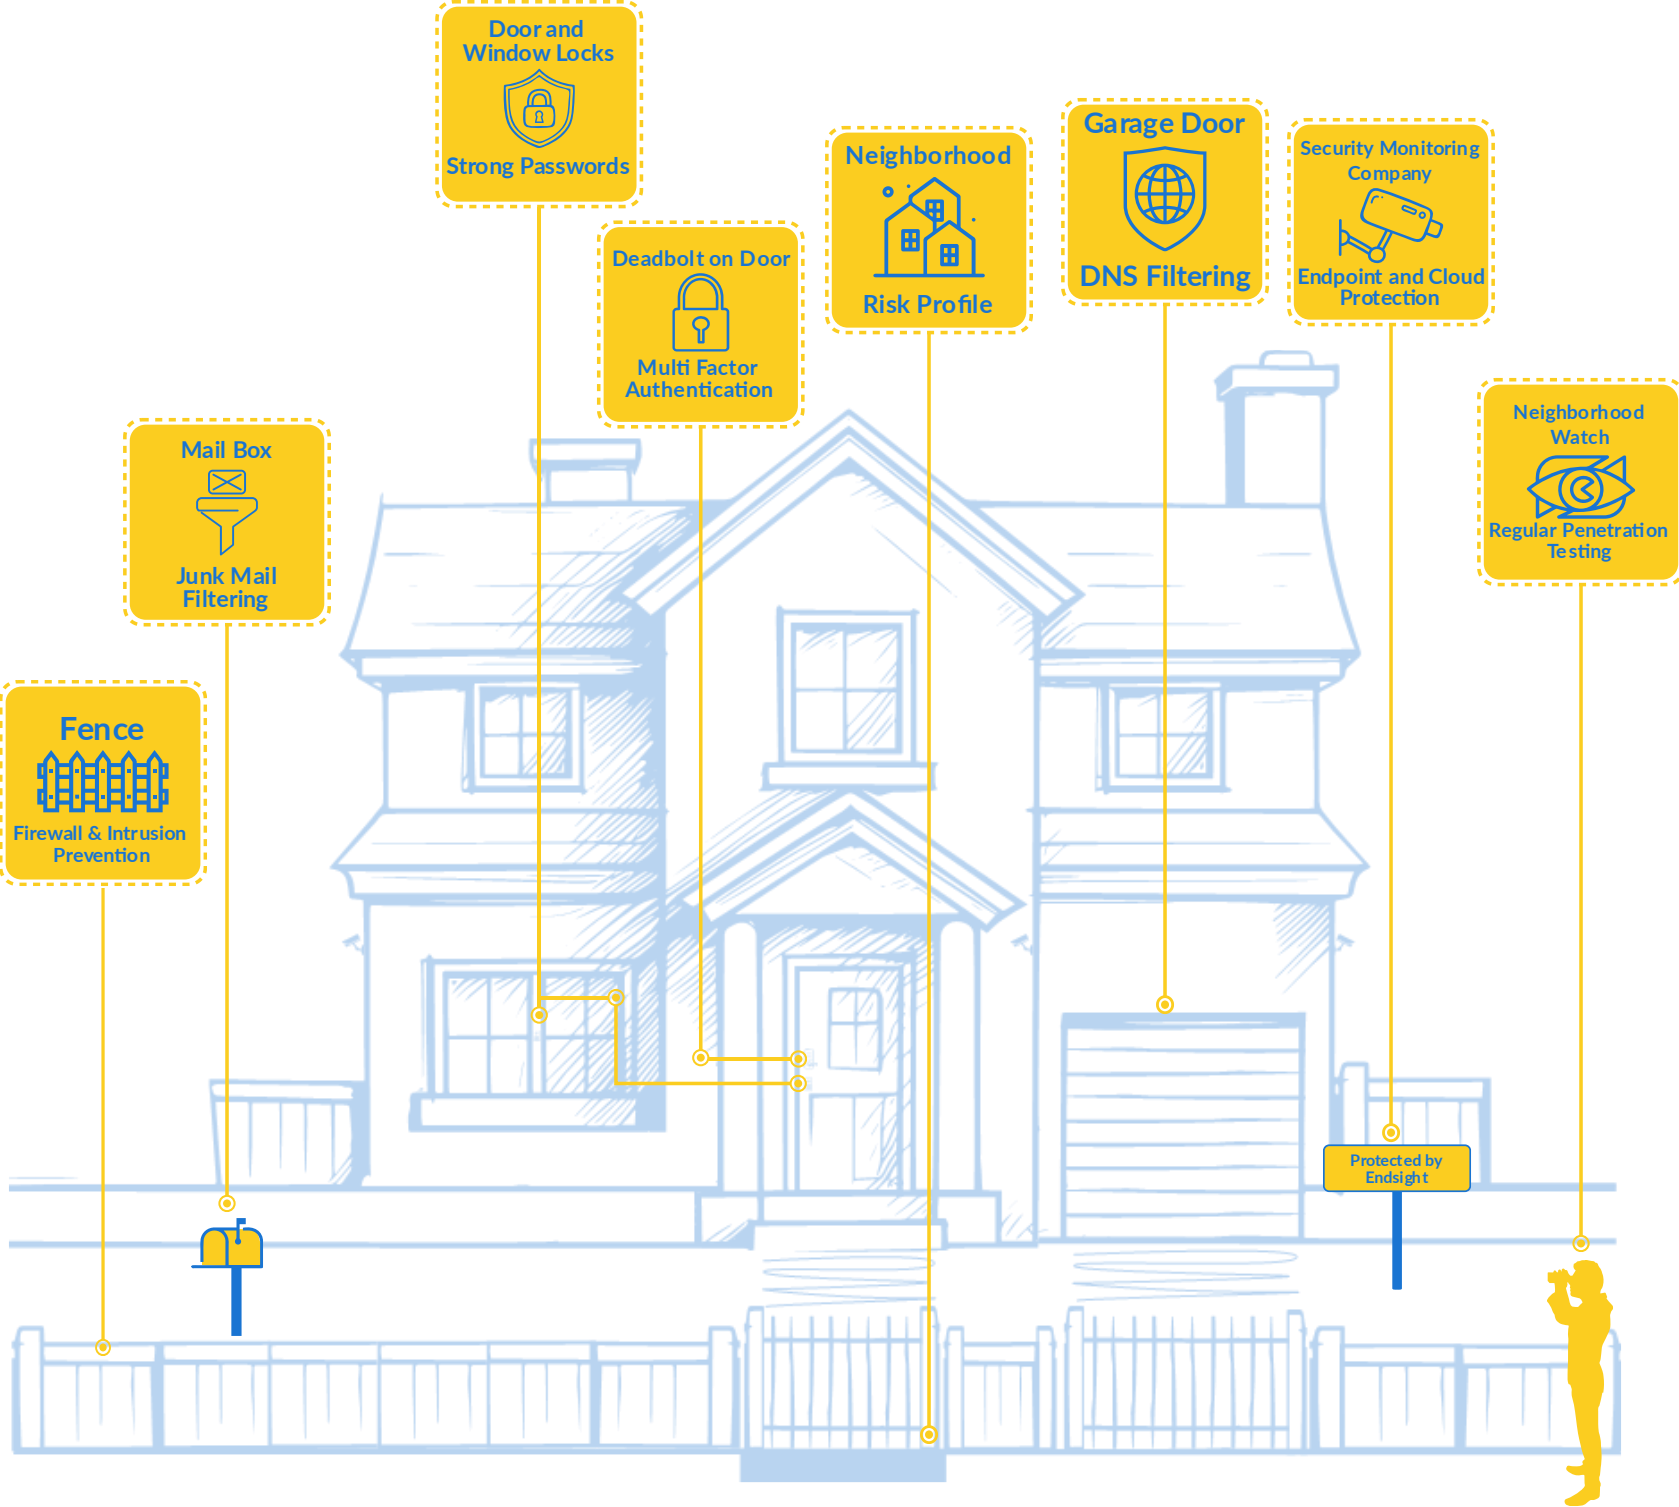 Door and
Window Locks
Strong Passwords
Garage Door
DNS Filtering
Neighborhood
Risk Profile
Security Monitoring
Company
Endpoint and Cloud
Protection
Deadbolt on Door
Multi Factor
Authentication
Neighborhood
Watch
Regular Penetration
Testing
Mail Box
Junk Mail
Filtering
Fence
Firewall & Intrusion
Prevention
Protected by
Endsight